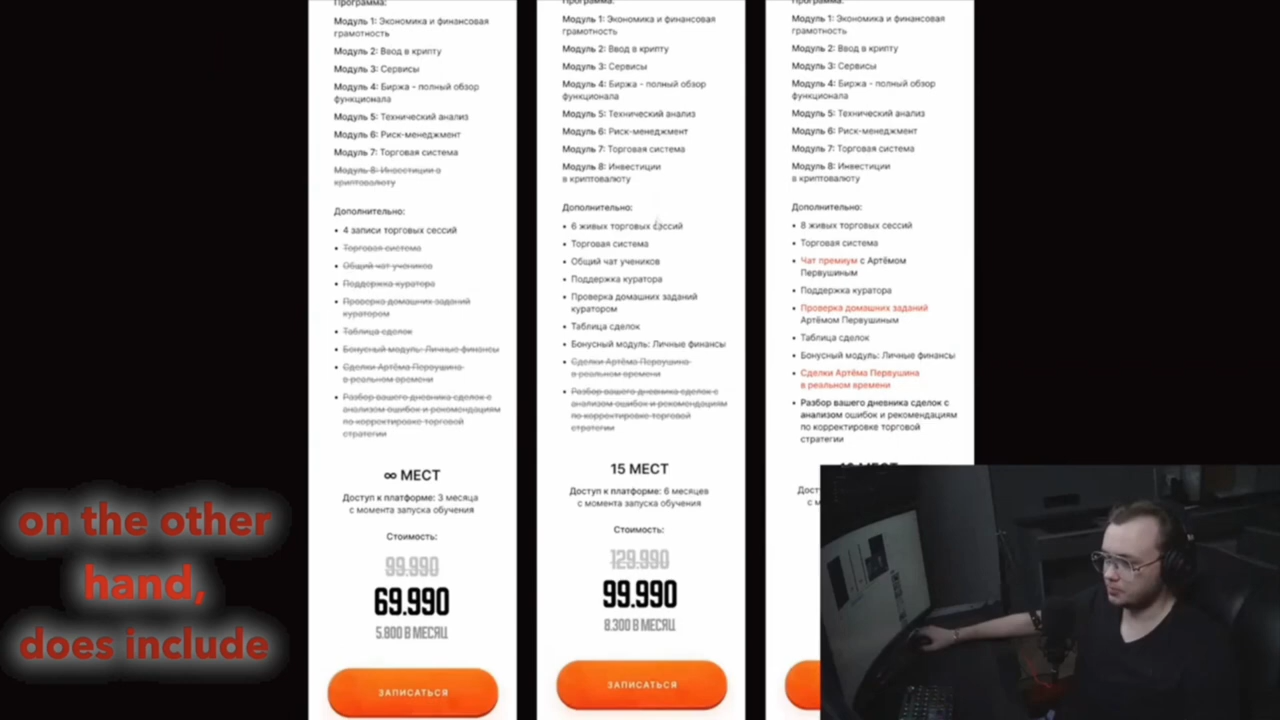 Программа:
Модуль 1: Экономика и финансовая
грамотность
Модуль 2: Ввод в крипту
Модуль 3: Сервисы
Модуль 4: Биржа - полный обзор
функционала
Модуль 5: Технический анализ
Модуль 6: Риск-менеджмент
Модуль 7: Торговая система
Модуль 8: Инвестиции в
криптовалюту
Дополнительно:
• 4 записи торговых сессий
• Торговая система
• Общий чат учеников
• Поддержка куратора
• Проверка домашних заданий
куратором
• Таблица сделок
• Бонусный модуль: Личные финансы
• Сделки Артёма Первушина
в реальном времени
• Разбор вашего дневника сделок с
анализом ошибок и рекомендациям
по корректировке торговой
стратегии
∞ МЕСТ
Доступ к платформе: 3 месяца
с момента запуска обучения
Стоимость:
99.990
69.990
5.800 В МЕСЯЦ
ЗАПИСАТЬСЯ
Программа:
Модуль 1: Экономика и финансовая
грамотность
Модуль 2: Ввод в крипту
Модуль 3: Сервисы
Модуль 4: Биржа - полный обзор
функционала
Модуль 5: Технический анализ
Модуль 6: Риск-менеджмент
Модуль 7: Торговая система
Модуль 8: Инвестиции
в криптовалюту
Дополнительно:
• 6 живых торговых сессий
• Торговая система
• Общий чат учеников
• Поддержка куратора
• Проверка домашних заданий
куратором
• Таблица сделок
• Бонусный модуль: Личные финансы
• Сделки Артёма Первушина
в реальном времени
• Разбор вашего дневника сделок с
анализом ошибок и рекомендациям
по корректировке торговой
стратегии
15 МЕСТ
Доступ к платформе: 6 месяцев
с момента запуска обучения
Стоимость:
129.990
99.990
8.300 В МЕСЯЦ
ЗАПИСАТЬСЯ
Программа:
Модуль 1: Экономика и финансовая
грамотность
Модуль 2: Ввод в крипту
Модуль 3: Сервисы
Модуль 4: Биржа - полный обзор
функционала
Модуль 5: Технический анализ
Модуль 6: Риск-менеджмент
Модуль 7: Торговая система
Модуль 8: Инвестиции
в криптовалюту
Дополнительно:
• 8 живых торговых сессий
• Торговая система
• Чат премиум с Артёмом
Первушиным
• Поддержка куратора
• Проверка домашних заданий
Артёмом Первушиным
• Таблица сделок
• Бонусный модуль: Личные финансы
• Сделки Артёма Первушина
в реальном времени
• Разбор вашего дневника сделок с
анализом ошибок и рекомендациям
по корректировке торговой
стратегии
on the other
hand,
does include